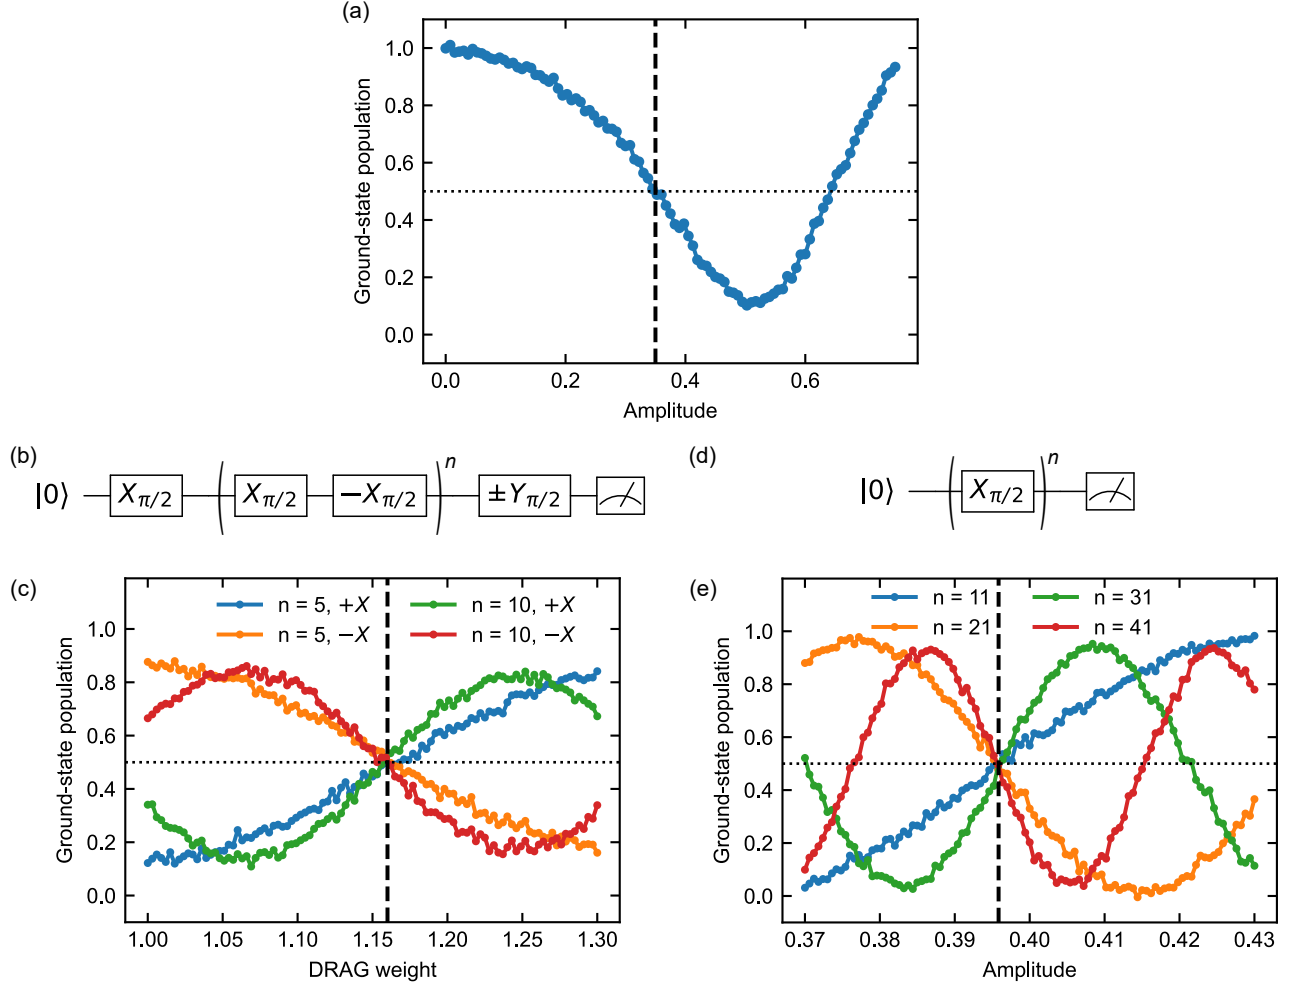 (a)
Ground-state population
1.0
0.8
0.6
0.4
0.2
0.0
0.0 0.2 0.4 0.6
Amplitude
(b)
|0⟩ X π/2 ( X π/2 −X π/2 ) n ±Y π/2
(d)
|0⟩ ( X π/2 ) n
(c)
Ground-state population
1.0
0.8
0.6
0.4
0.2
0.0
n = 5, +X n = 10, +X
n = 5, −X n = 10, −X
1.00 1.05 1.10 1.15 1.20 1.25 1.30
DRAG weight
(e)
Ground-state population
1.0
0.8
0.6
0.4
0.2
0.0
n = 11 n = 31
n = 21 n = 41
0.37 0.38 0.39 0.40 0.41 0.42 0.43
Amplitude